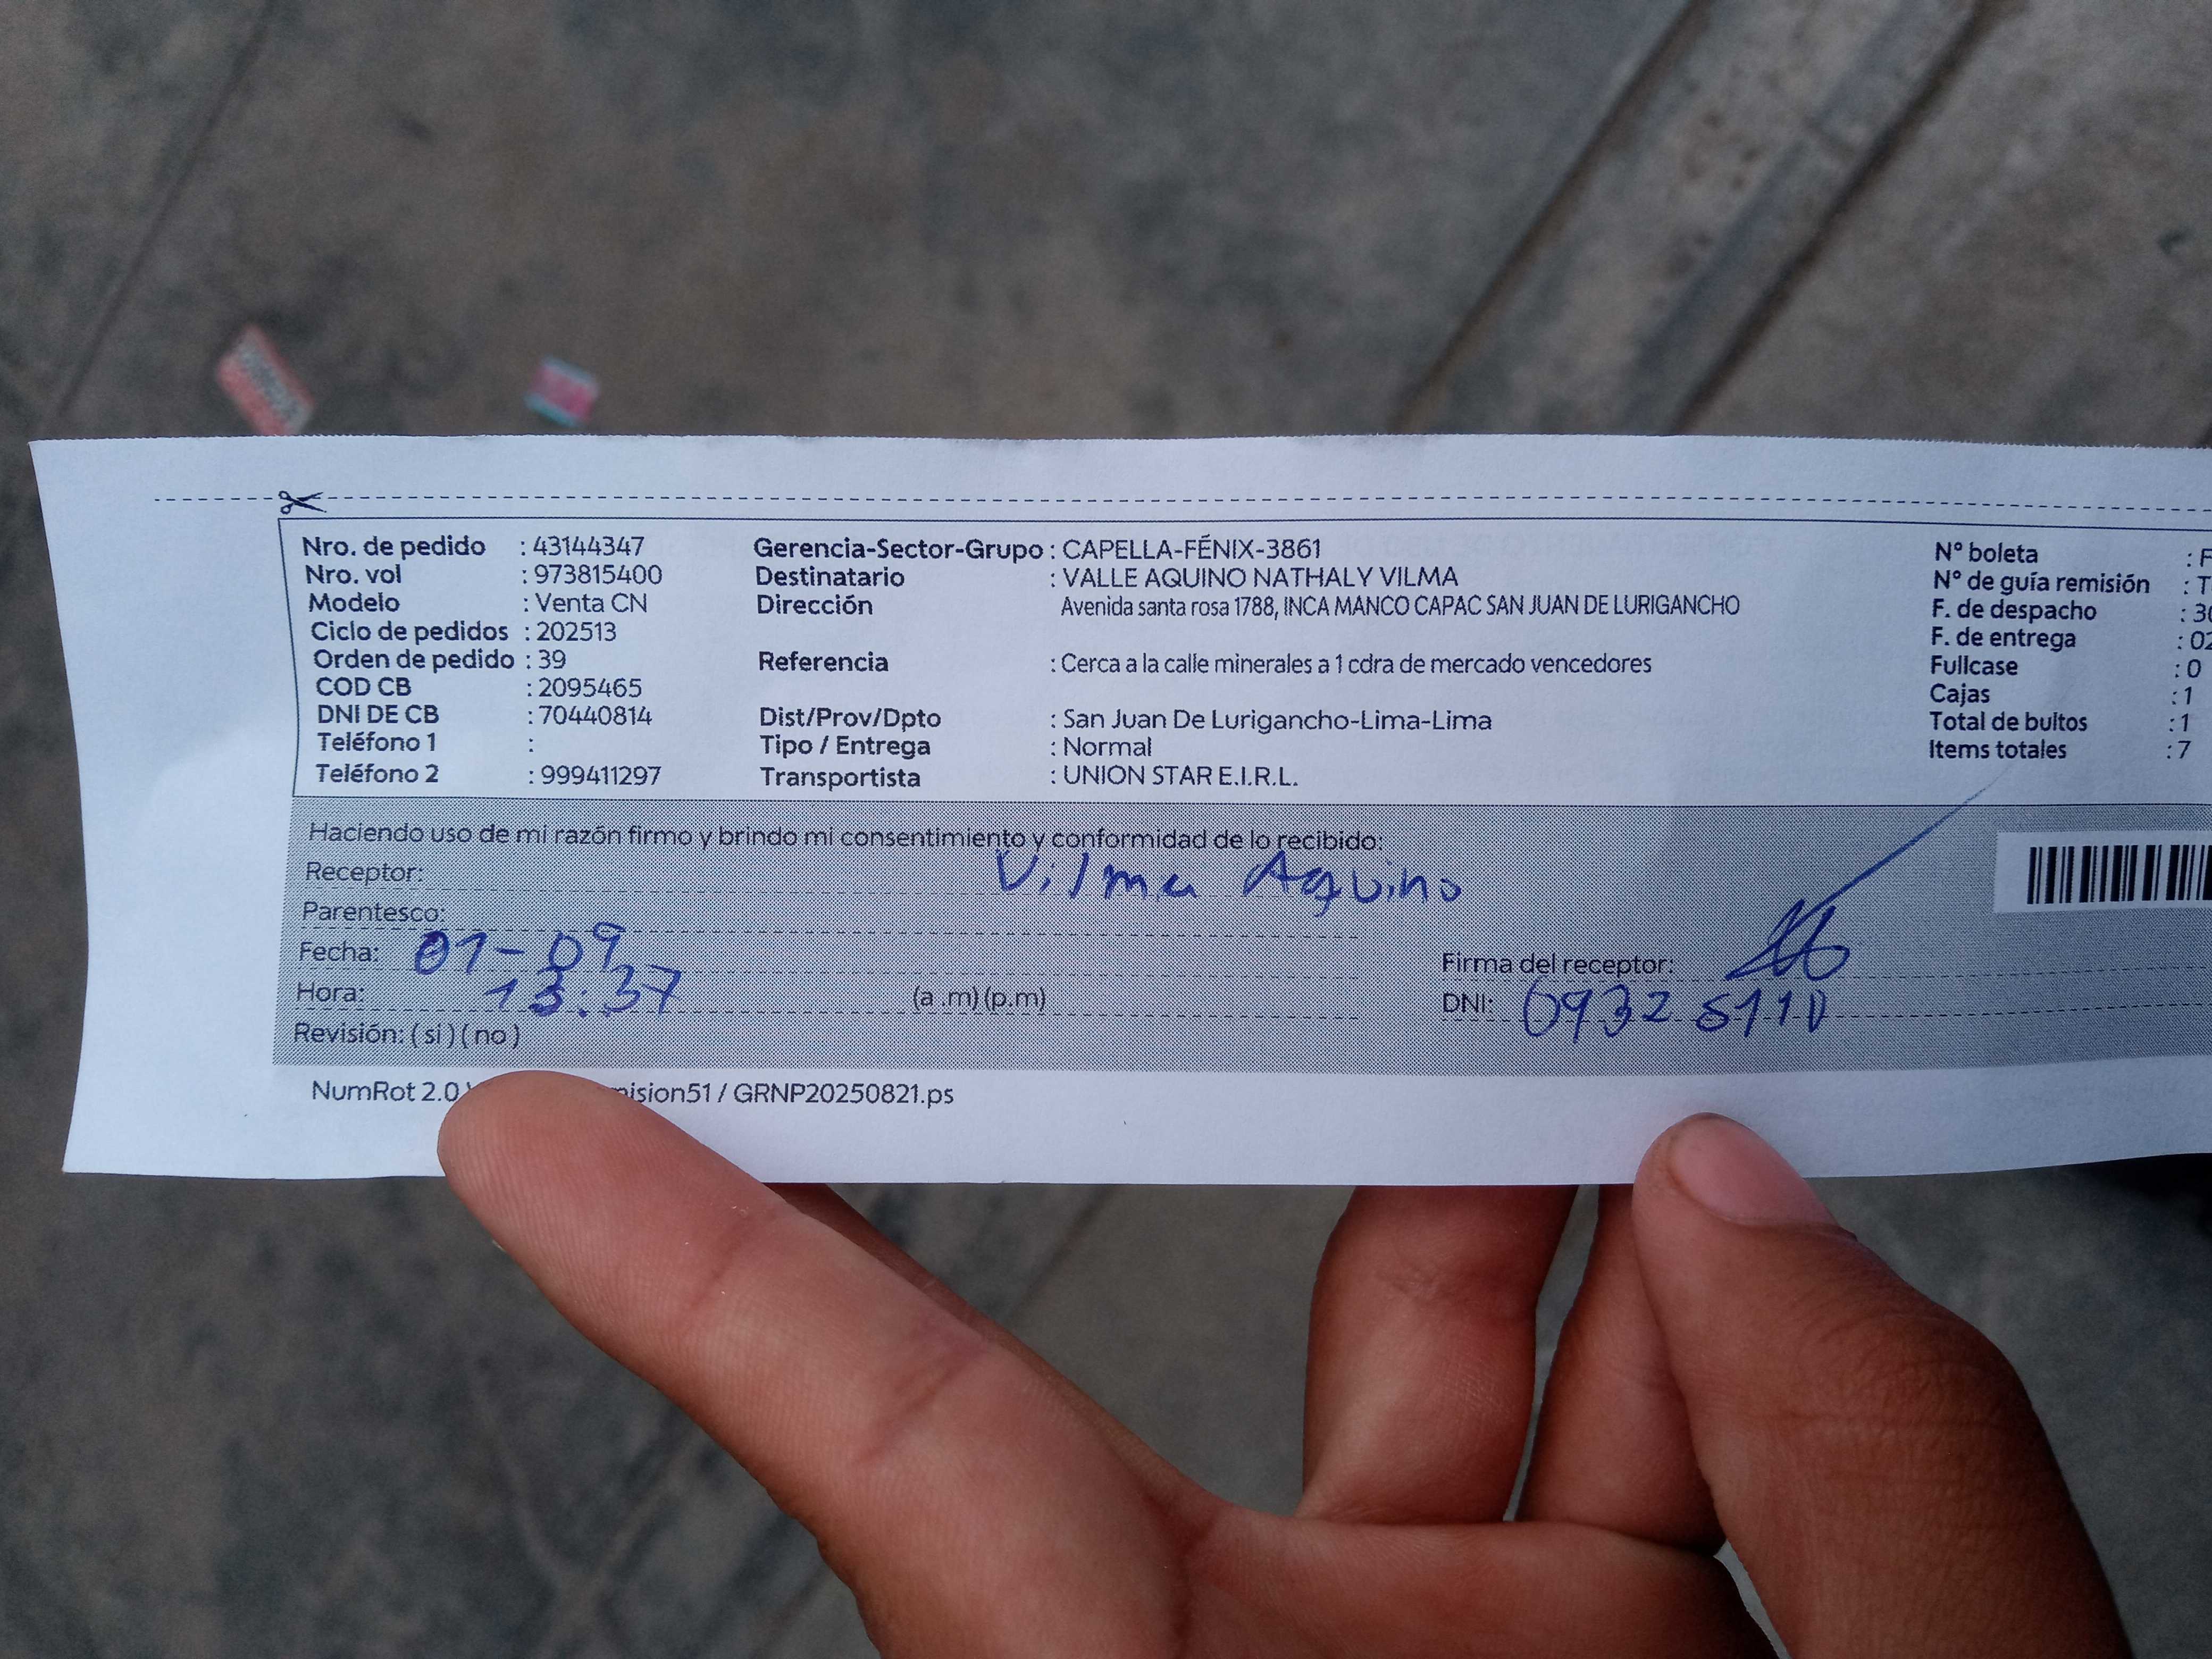 Nro. de pedido : 43144347
Nro. vol : 973815400
Modelo : Venta CN
Ciclo de pedidos : 202513
Orden de pedido : 39
COD CB : 2095465
DNI DE CB : 70440814
Teléfono 1 :
Teléfono 2 : 999411297
Gerencia-Sector-Grupo : CAPELLA-FÉNIX-3861
Destinatario : VALLE AQUINO NATHALY VILMA
Dirección Avenida santa rosa 1788, INCA MANCO CAPAC SAN JUAN DE LURIGANCHO
Referencia : Cerca a la calle minerales a 1 cdra de mercado vencedores
Dist/Prov/Dpto : San Juan De Lurigancho-Lima-Lima
Tipo / Entrega : Normal
Transportista : UNION STAR E.I.R.L.
N° boleta : F
N° de guía remisión : T
F. de despacho : 30
F. de entrega : 02
Fullcase : 0
Cajas : 1
Total de bultos : 1
Items totales : 7
Haciendo uso de mi razón firmo y brindo mi consentimiento y conformidad de lo recibido:
Receptor: Vilma Aquino
Parentesco:
Fecha: 01-09
Hora: 13:37 (a .m) (p.m)
Revisión: ( si ) ( no )
Firma del receptor:
DNI: 09325110
NumRot 2.0 mision51 / GRNP20250821.ps